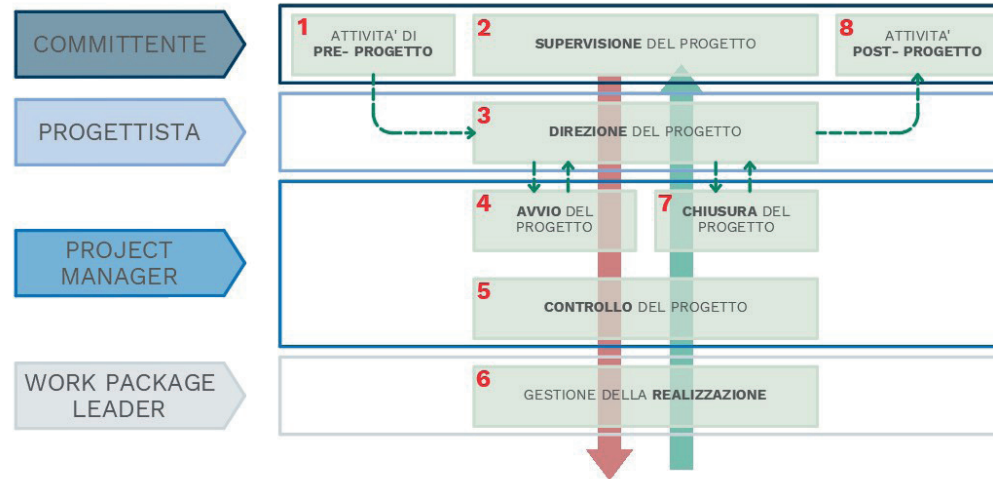 COMMITTENTE
1
ATTIVITA' DI
PRE- PROGETTO
2
SUPERVISIONE DEL PROGETTO
8
ATTIVITA'
POST- PROGETTO
PROGETTISTA
3
DIREZIONE DEL PROGETTO
PROJECT
MANAGER
4
AVVIO DEL
PROGETTO
7
CHIUSURA DEL
PROGETTO
5
CONTROLLO DEL PROGETTO
WORK PACKAGE
LEADER
6
GESTIONE DELLA REALIZZAZIONE